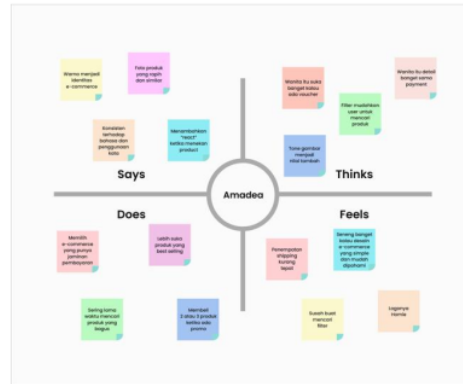 Warna menjadi
identitas
e-commerce
Foto produk
yang rapih
dan similar
Konsisten
terhadap
bahasa dan
penggunaan
kata
Menambahkan
"react"
ketika menekan
product
Says
Wanita itu suka
banget kalau
ada voucher
Wanita itu detail
banget sama
payment
Filter mudahkan
user untuk
mencari
produk
Tone gambar
menjadi
nilai tambah
Thinks
Amadea
Does
Memilih
e-commerce
yang punya
jaminan
pembayaran
Lebih suka
produk yang
best selling
Sering lama
waktu mencari
produk yang
bagus
Membeli
2 atau 3 produk
ketika ada
promo
Feels
Penempatan
shipping
kurang
tepat
Seneng banget
kalau desain
e-commerce
yang simple
dan mudah
dipahami
Susah buat
mencari
filter
Logonya